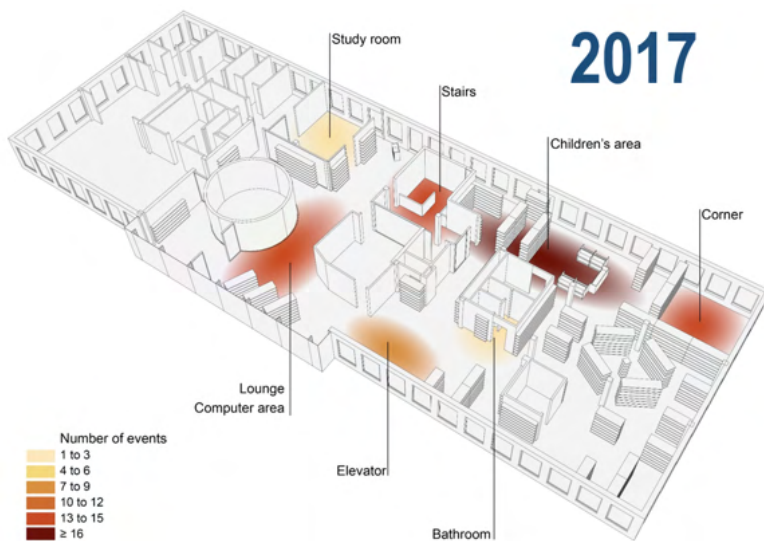 2017
Study room
Stairs
Children's area
Corner
Lounge
Computer area
Elevator
Bathroom
Number of events
1 to 3
4 to 6
7 to 9
10 to 12
13 to 15
≥ 16